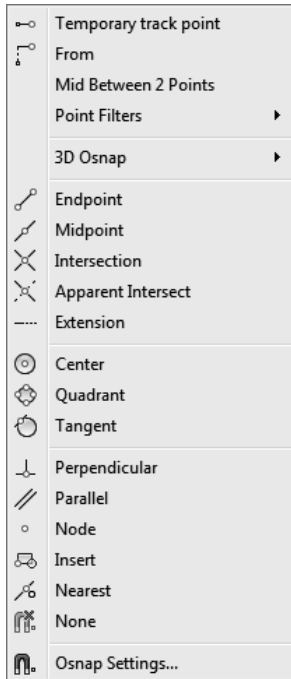 Temporary track point
From
Mid Between 2 Points
Point Filters
3D Osnap
Endpoint
Midpoint
Intersection
Apparent Intersect
Extension
Center
Quadrant
Tangent
Perpendicular
Parallel
Node
Insert
Nearest
None
Osnap Settings...